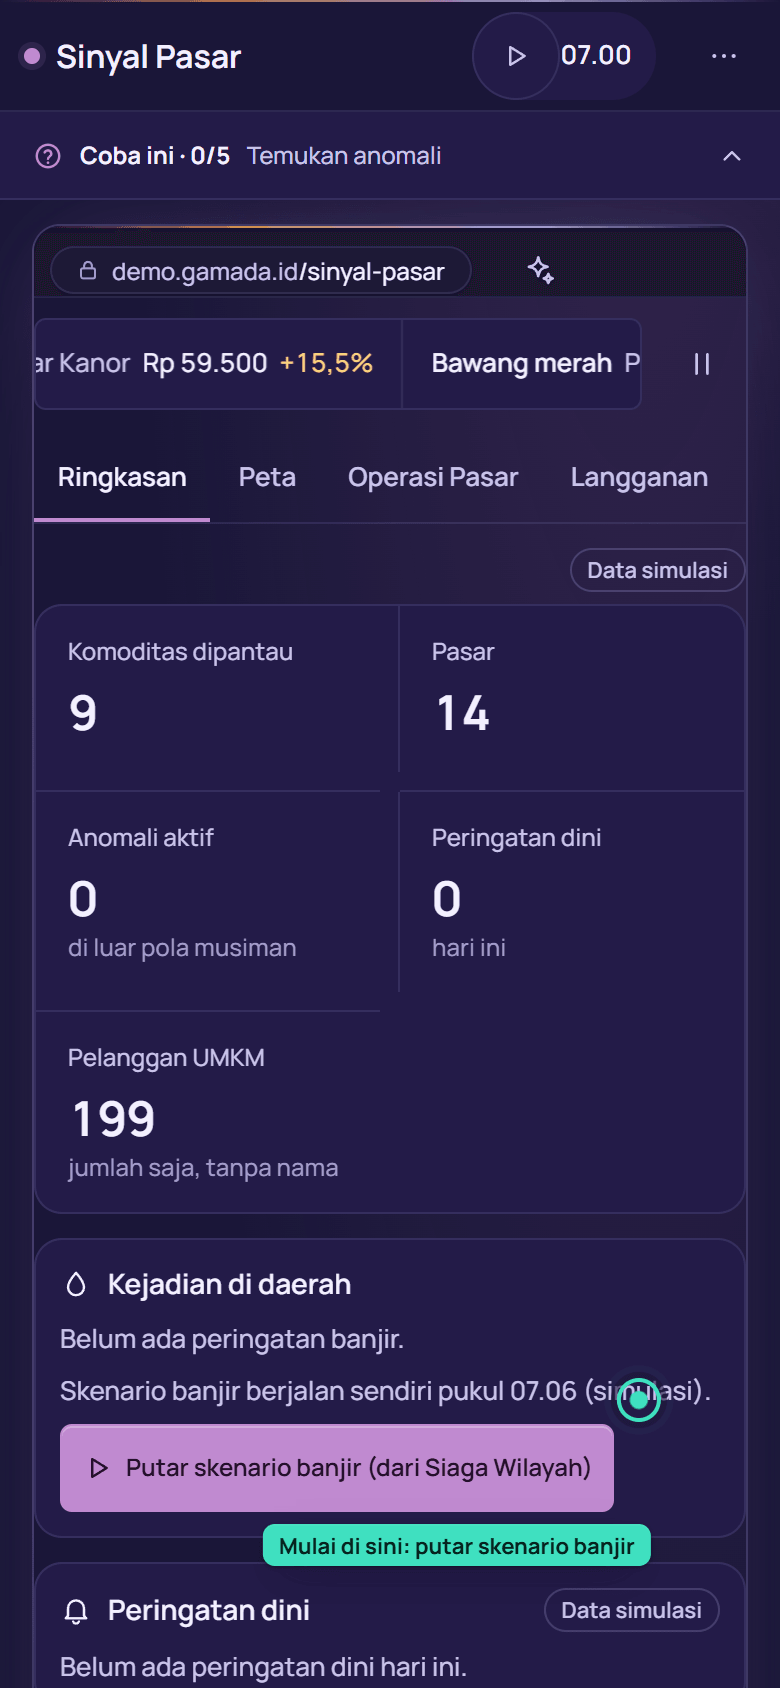 Sinyal Pasar
07.00
Coba ini · 0/5 Temukan anomali
demo.gamada.id/sinyal-pasar
ar Kanor Rp 59.500 +15,5% Bawang merah P
Ringkasan Peta Operasi Pasar Langganan
Data simulasi
Komoditas dipantau
9
Pasar
14
Anomali aktif
0
di luar pola musiman
Peringatan dini
0
hari ini
Pelanggan UMKM
199
jumlah saja, tanpa nama
Kejadian di daerah
Belum ada peringatan banjir.
Skenario banjir berjalan sendiri pukul 07.06 (simulasi).
Putar skenario banjir (dari Siaga Wilayah)
Mulai di sini: putar skenario banjir
Peringatan dini
Data simulasi
Belum ada peringatan dini hari ini.